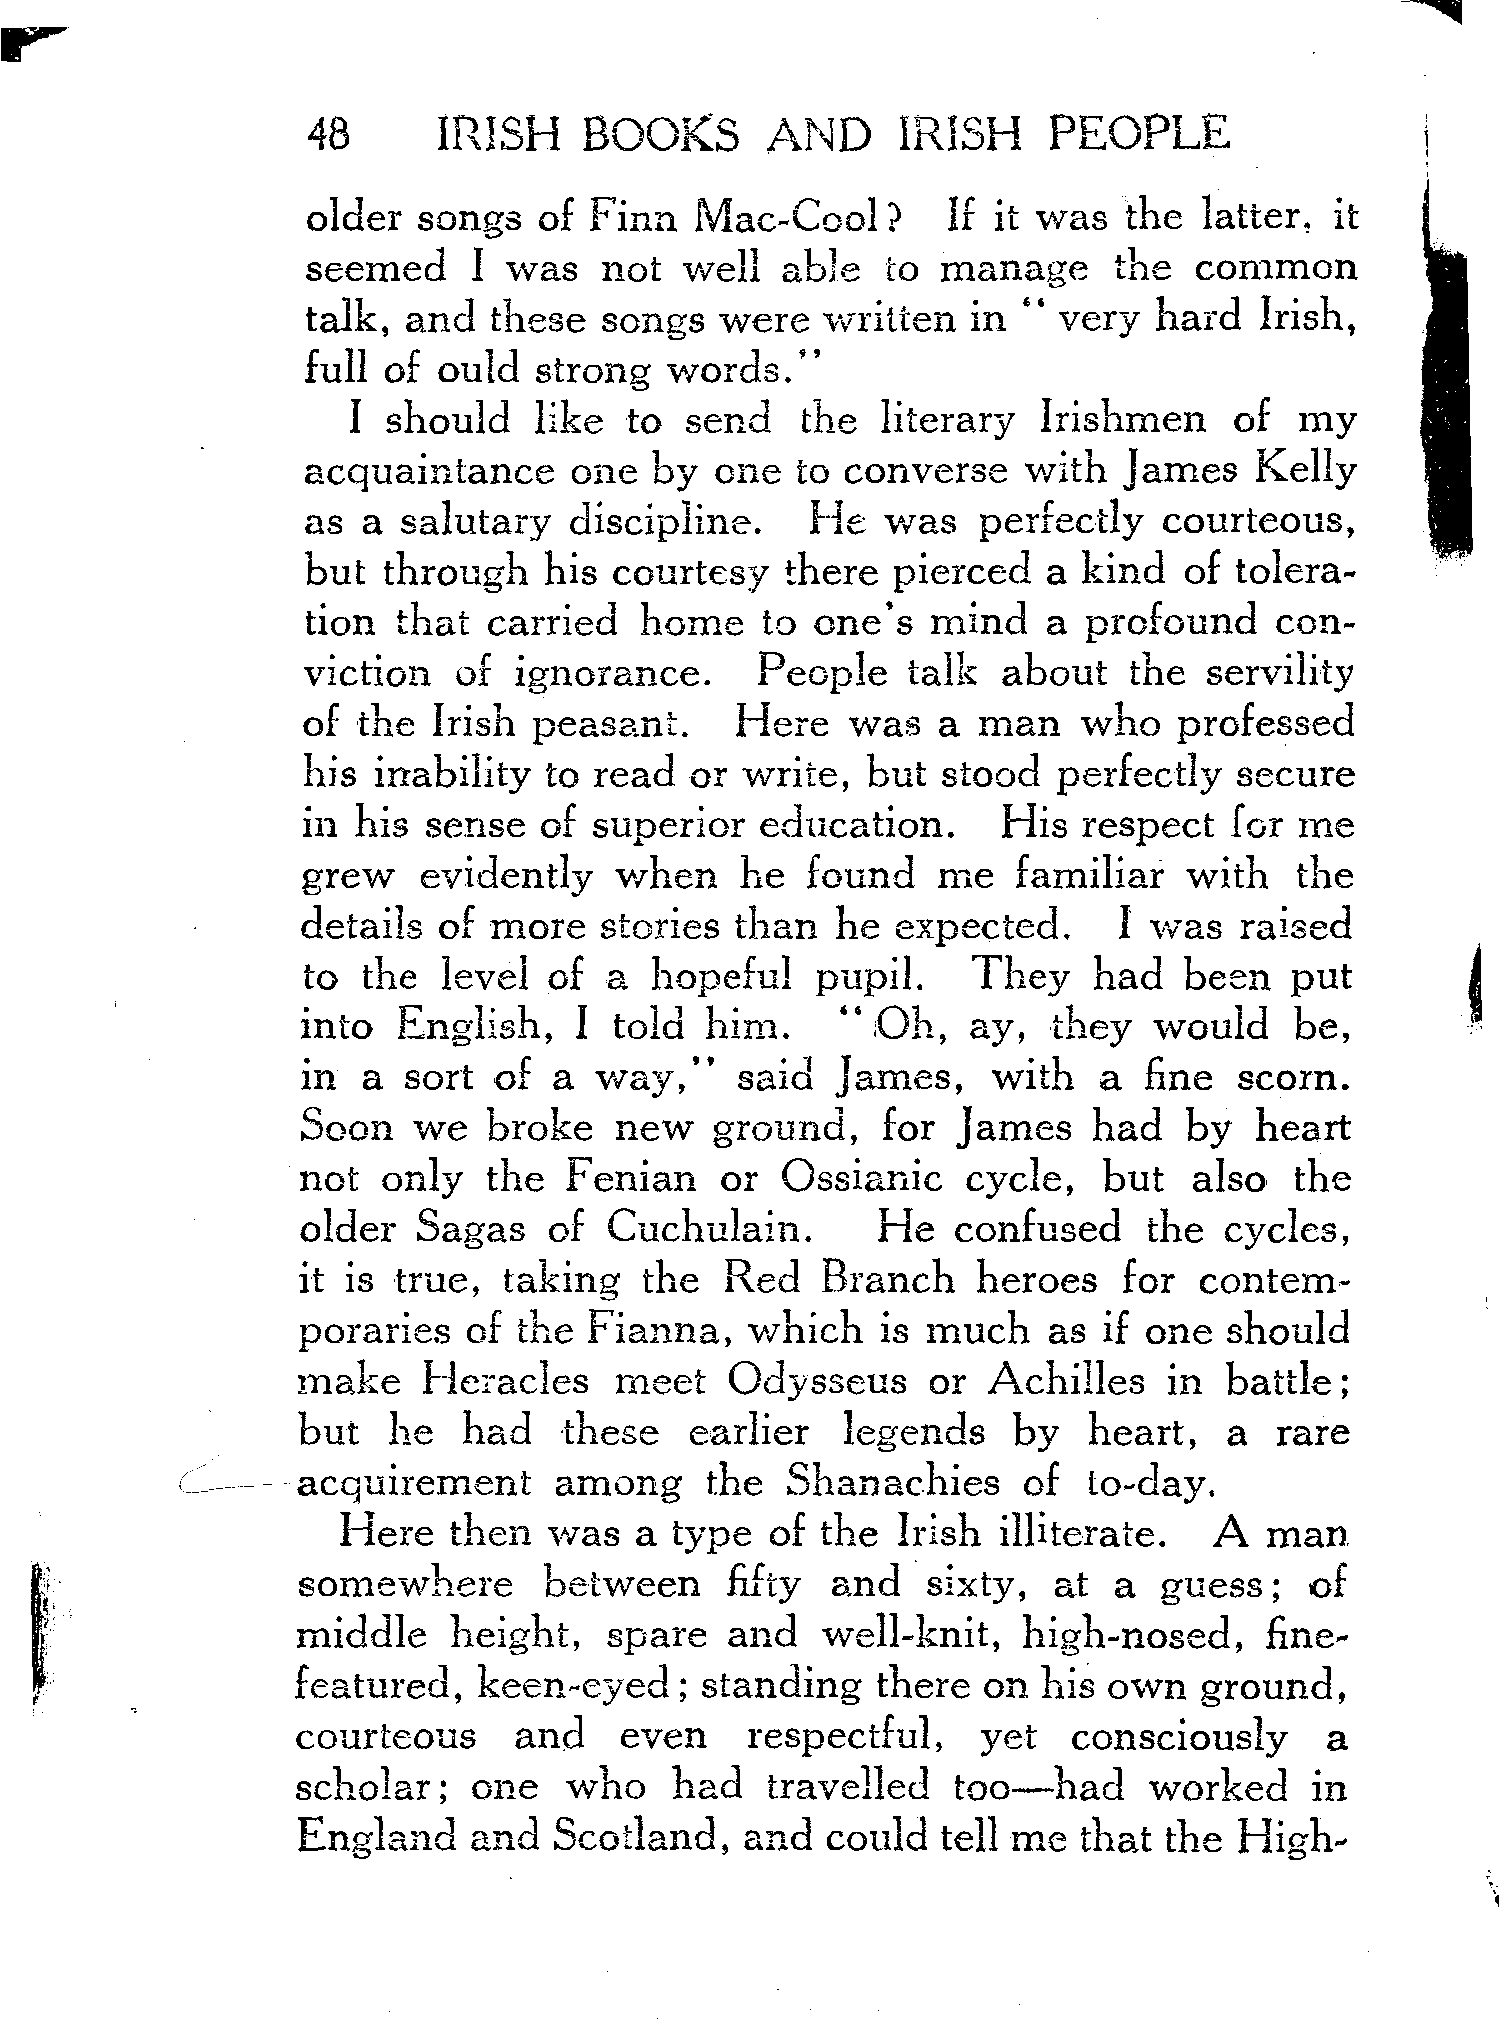 48 IRISH BOOKS AND IRISH PEOPLE
older songs of Finn Mac-Cool? If it was the latter, it
seemed I was not well able to manage the common
talk, and these songs were written in "very hard Irish,
full of ould strong words."
I should like to send the literary Irishmen of my
acquaintance one by one to converse with James Kelly
as a salutary discipline. He was perfectly courteous,
but through his courtesy there pierced a kind of tolera-
tion that carried home to one's mind a profound con-
viction of ignorance. People talk about the servility
of the Irish peasant. Here was a man who professed
his inability to read or write, but stood perfectly secure
in his sense of superior education. His respect for me
grew evidently when he found me familiar with the
details of more stories than he expected. I was raised
to the level of a hopeful pupil. They had been put
into English, I told him. "Oh, ay, they would be,
in a sort of a way," said James, with a fine scorn.
Soon we broke new ground, for James had by heart
not only the Fenian or Ossianic cycle, but also the
older Sagas of Cuchulain. He confused the cycles,
it is true, taking the Red Branch heroes for contem-
poraries of the Fianna, which is much as if one should
make Heracles meet Odysseus or Achilles in battle;
but he had these earlier legends by heart, a rare
acquirement among the Shanachies of to-day.
Here then was a type of the Irish illiterate. A man
somewhere between fifty and sixty, at a guess; of
middle height, spare and well-knit, high-nosed, fine-
featured, keen-eyed; standing there on his own ground,
courteous and even respectful, yet consciously a
scholar; one who had travelled too—had worked in
England and Scotland, and could tell me that the High-